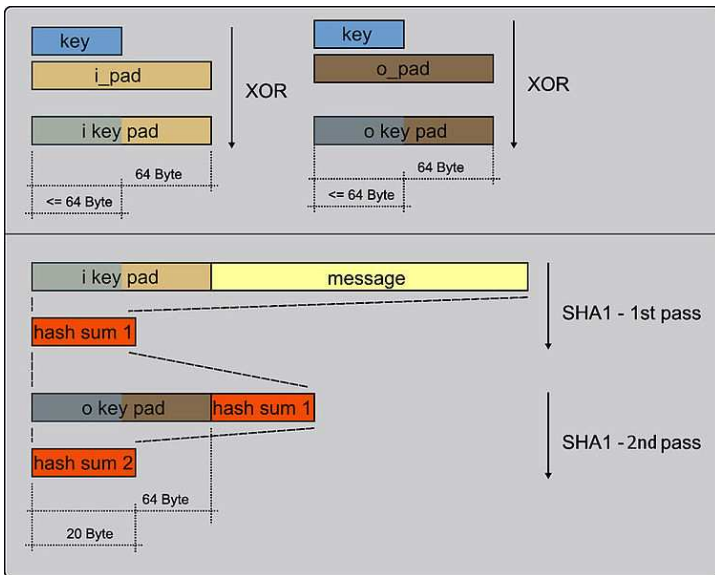 key
i_pad
XOR
i key pad
64 Byte
<= 64 Byte
key
o_pad
XOR
o key pad
64 Byte
<= 64 Byte
i key pad message
SHA1 - 1st pass
hash sum 1
o key pad hash sum 1
SHA1 - 2nd pass
hash sum 2
64 Byte
20 Byte